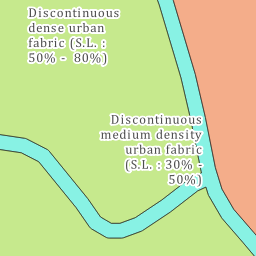 Discontinuous
dense urban
fabric (S.L. :
50% -  80%)
Discontinuous
medium density
urban fabric
(S.L. : 30% -
50%)